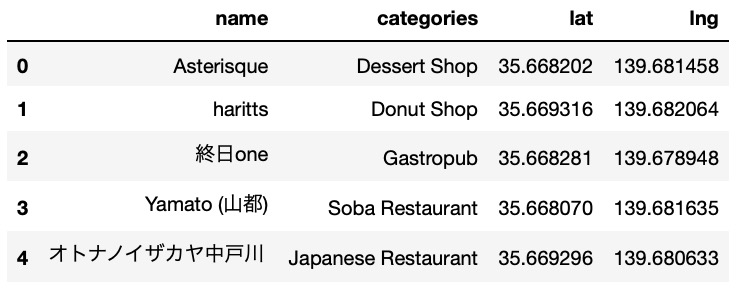 name categories lat lng
0 Asterisque Dessert Shop 35.668202 139.681458
1 haritts Donut Shop 35.669316 139.682064
2 終日one Gastropub 35.668281 139.678948
3 Yamato (山都) Soba Restaurant 35.668070 139.681635
4 オトナノイザカヤ中戸川 Japanese Restaurant 35.669296 139.680633